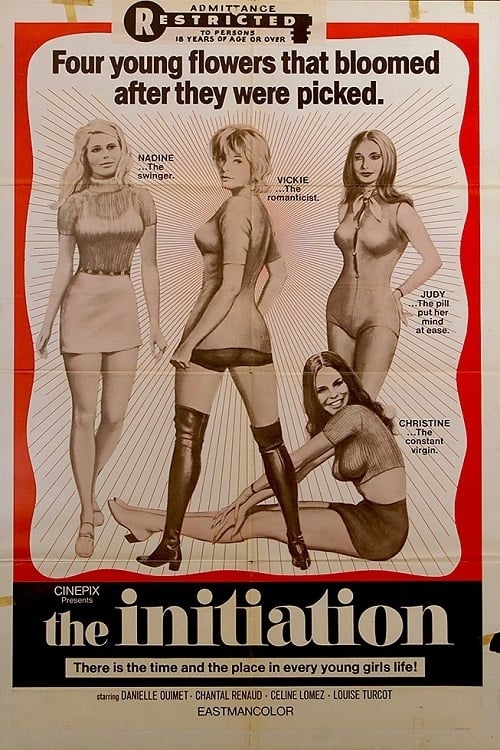 ADMITTANCE
RESTRICTED
TO PERSONS
18 YEARS OF AGE OR OVER
Four young flowers that bloomed
after they were picked.
NADINE
...The
swinger.
VICKIE
...The
romanticist.
JUDY
...The pill
put her
mind
at ease.
CHRISTINE
...The
constant
virgin.
CINEPIX
Presents
the initiation
There is the time and the place in every young girls life!
starring DANIELLE OUIMET · CHANTAL RENAUD · CELINE LOMEZ · LOUISE TURCOT
EASTMANCOLOR